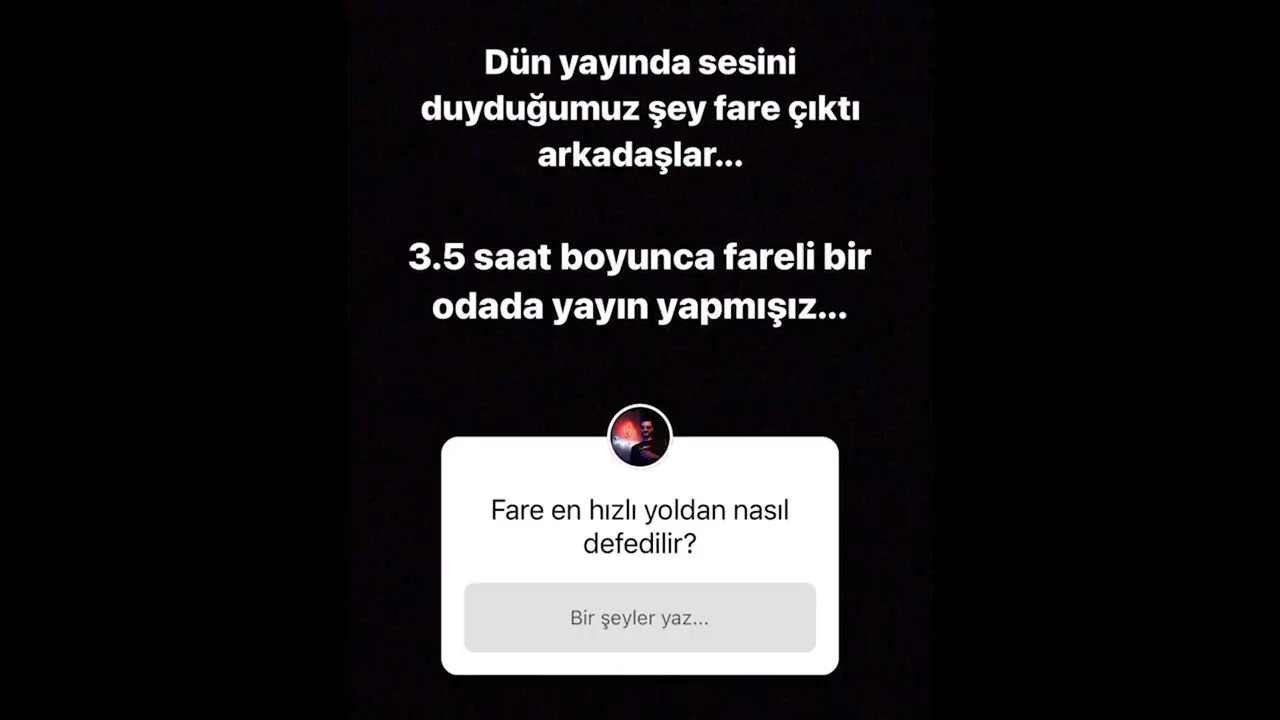 Dün yayında sesini
duyduğumuz şey fare çıktı
arkadaşlar...
3.5 saat boyunca fareli bir
odada yayın yapmışız...
Fare en hızlı yoldan nasıl
defedilir?
Bir şeyler yaz...